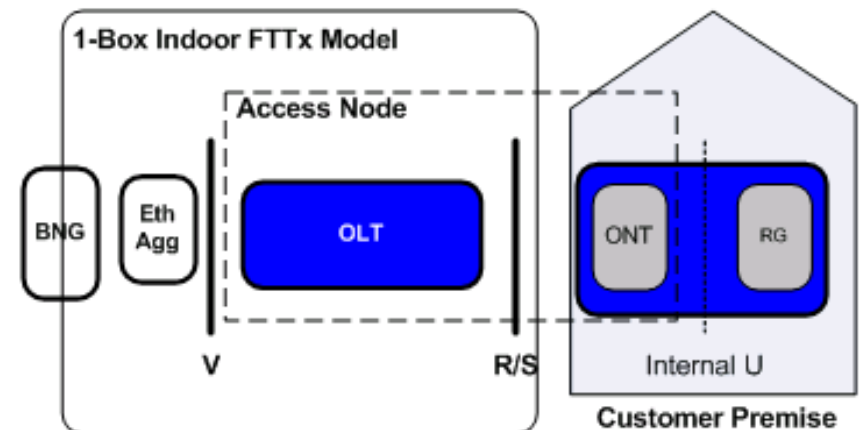 1-Box Indoor FTTx Model
Access Node
BNG
Eth
Agg
OLT
ONT
RG
V
R/S
Internal U
Customer Premise